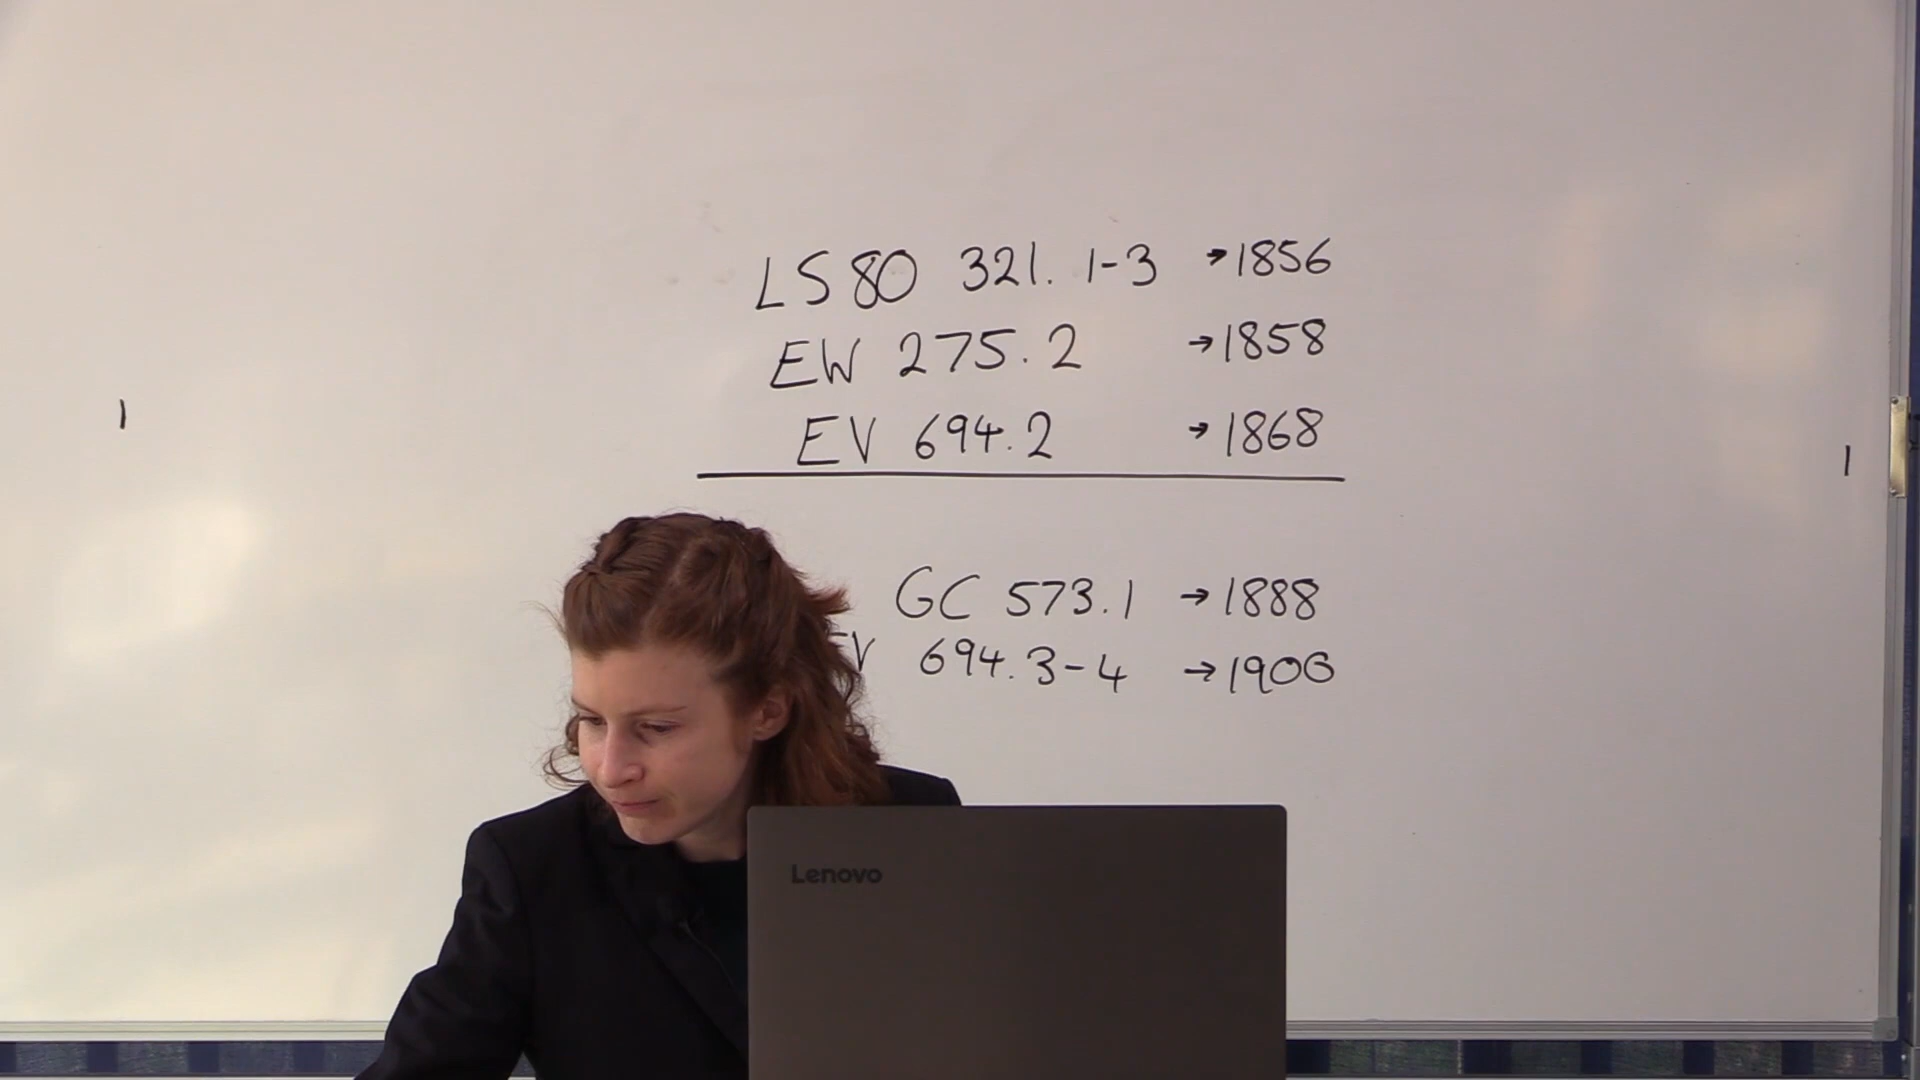 LS80 321. 1-3 →1856
EW 275.2 →1858
EV 694.2 →1868
GC 573.1 →1888
V 694.3-4 →1900
Lenovo